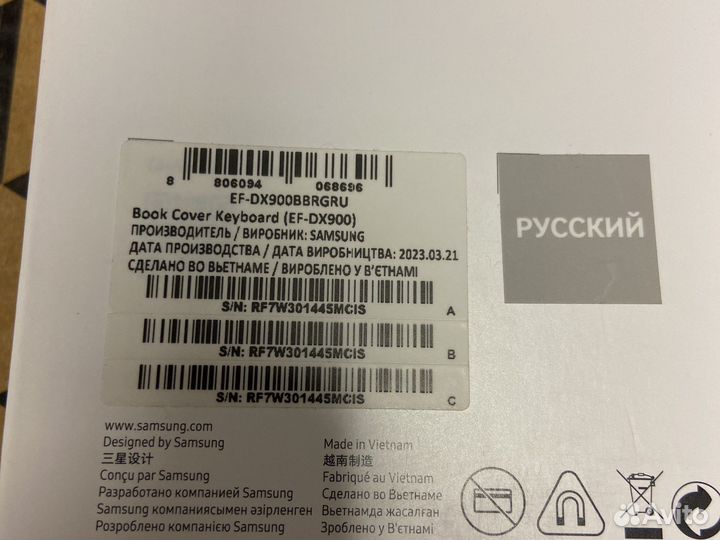 8 806094 068696
EF-DX900BBRGRU
Book Cover Keyboard (EF-DX900)
ПРОИЗВОДИТЕЛЬ / ВИРОБНИК: SAMSUNG
ДАТА ПРОИЗВОДСТВА / ДАТА ВИРОБНИЦТВА: 2023.03.21
СДЕЛАНО ВО ВЬЕТНАМЕ / ВИРОБЛЕНО У В'ЄТНАМІ
S/N: RF7W301445MCIS A
S/N: RF7W301445MCIS B
S/N: RF7W301445MCIS C
РУССКИЙ
www.samsung.com
Designed by Samsung
三星设计
Conçu par Samsung
Разработано компанией Samsung
Samsung компаниясымен әзірленген
Розроблено компанією Samsung
Made in Vietnam
越南制造
Fabriqué au Vietnam
Сделано во Вьетнаме
Вьетнамда жасалған
Зроблено у В'єтнамі
Avito